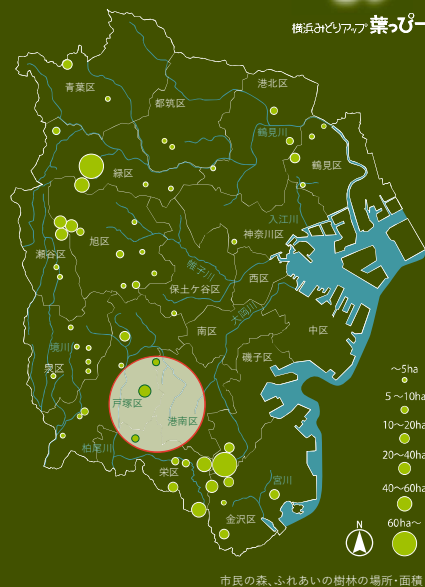 横浜みどりアップ 葉っぴー
青葉区
都筑区
港北区
鶴見川
鶴見区
緑区
入江川
神奈川区
旭区
瀬谷区
帷子川
西区
保土ケ谷区
大岡川
中区
南区
境川
磯子区
泉区
戸塚区
港南区
柏尾川
栄区
宮川
金沢区
～5ha
5～10ha
10～20ha
20～40ha
40～60ha
60ha～
N
市民の森、ふれあいの樹林の場所・面積